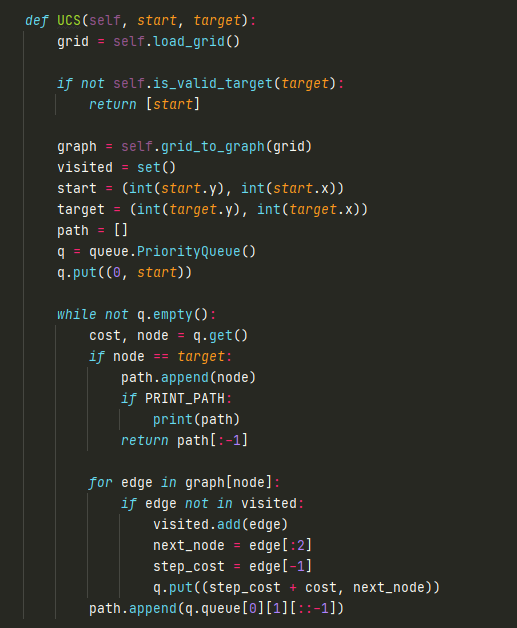 def UCS(self, start, target):
    grid = self.load_grid()

    if not self.is_valid_target(target):
        return [start]

    graph = self.grid_to_graph(grid)
    visited = set()
    start = (int(start.y), int(start.x))
    target = (int(target.y), int(target.x))
    path = []
    q = queue.PriorityQueue()
    q.put((0, start))

    while not q.empty():
        cost, node = q.get()
        if node == target:
            path.append(node)
            if PRINT_PATH:
                print(path)
            return path[:-1]

        for edge in graph[node]:
            if edge not in visited:
                visited.add(edge)
                next_node = edge[:2]
                step_cost = edge[-1]
                q.put((step_cost + cost, next_node))
        path.append(q.queue[0][1][::-1])